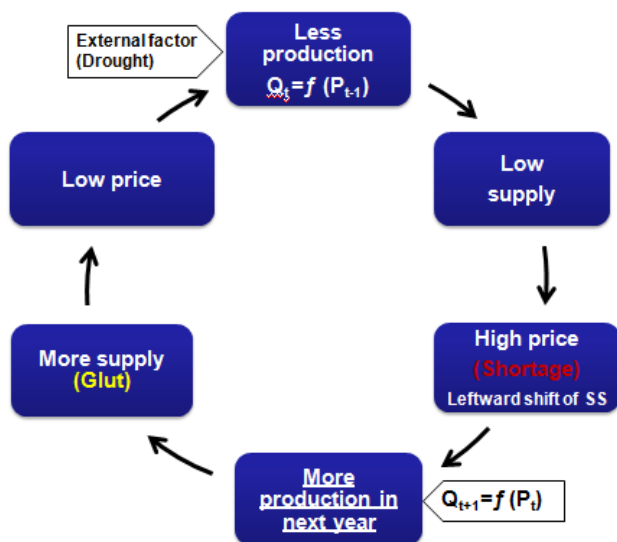 External factor
(Drought)
Less
production
Qt=ƒ (Pt-1)
Low
supply
High price
(Shortage)
Leftward shift of SS
More
production in
next year
Qt+1=ƒ (Pt)
More supply
(Glut)
Low price